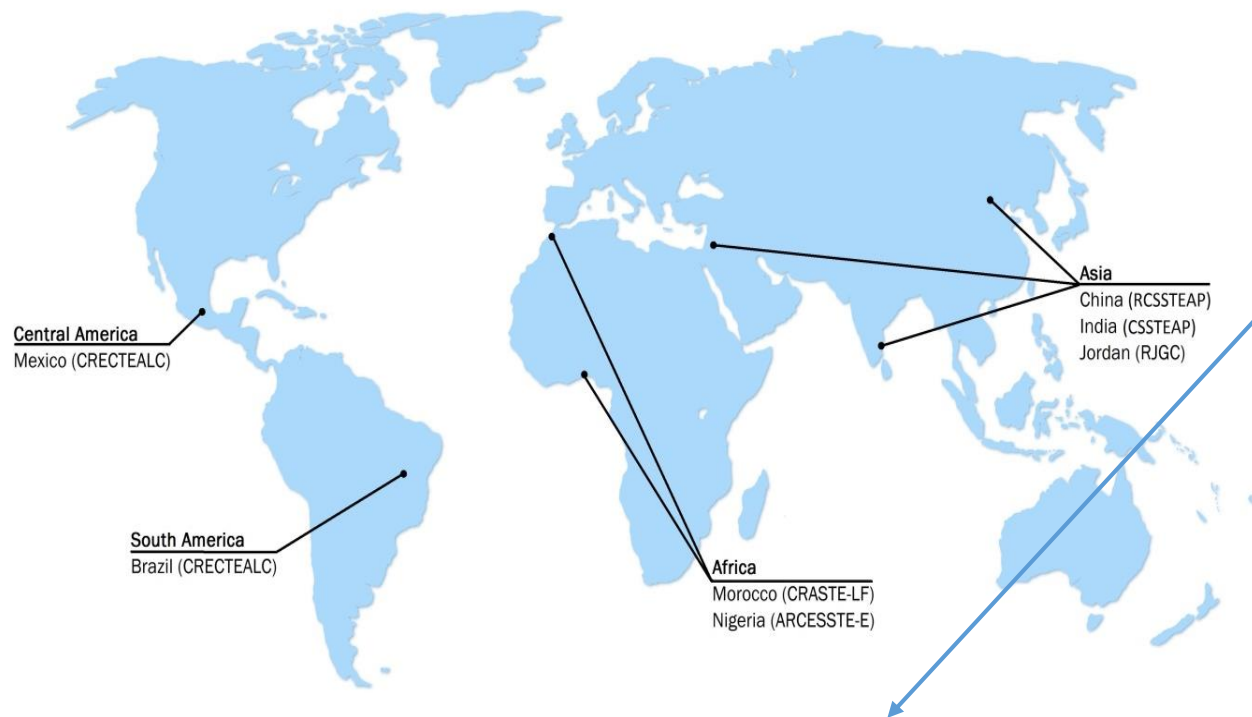 Central America
Mexico (CRECTEALC)
South America
Brazil (CRECTEALC)
Africa
Morocco (CRASTE-LF)
Nigeria (ARCESSTE-E)
Asia
China (RCSSTEAP)
India (CSSTEAP)
Jordan (RJGC)